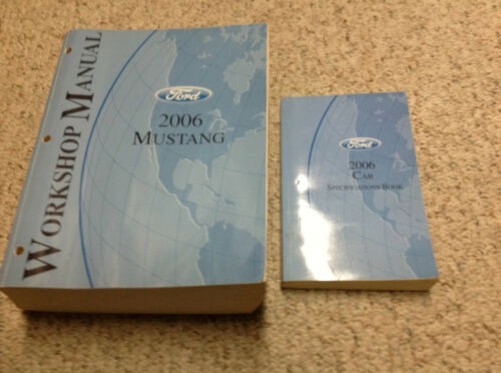 WORKSHOP MANUAL
Ford
2006
MUSTANG
Ford
2006
CAR
SPECIFICATIONS BOOK